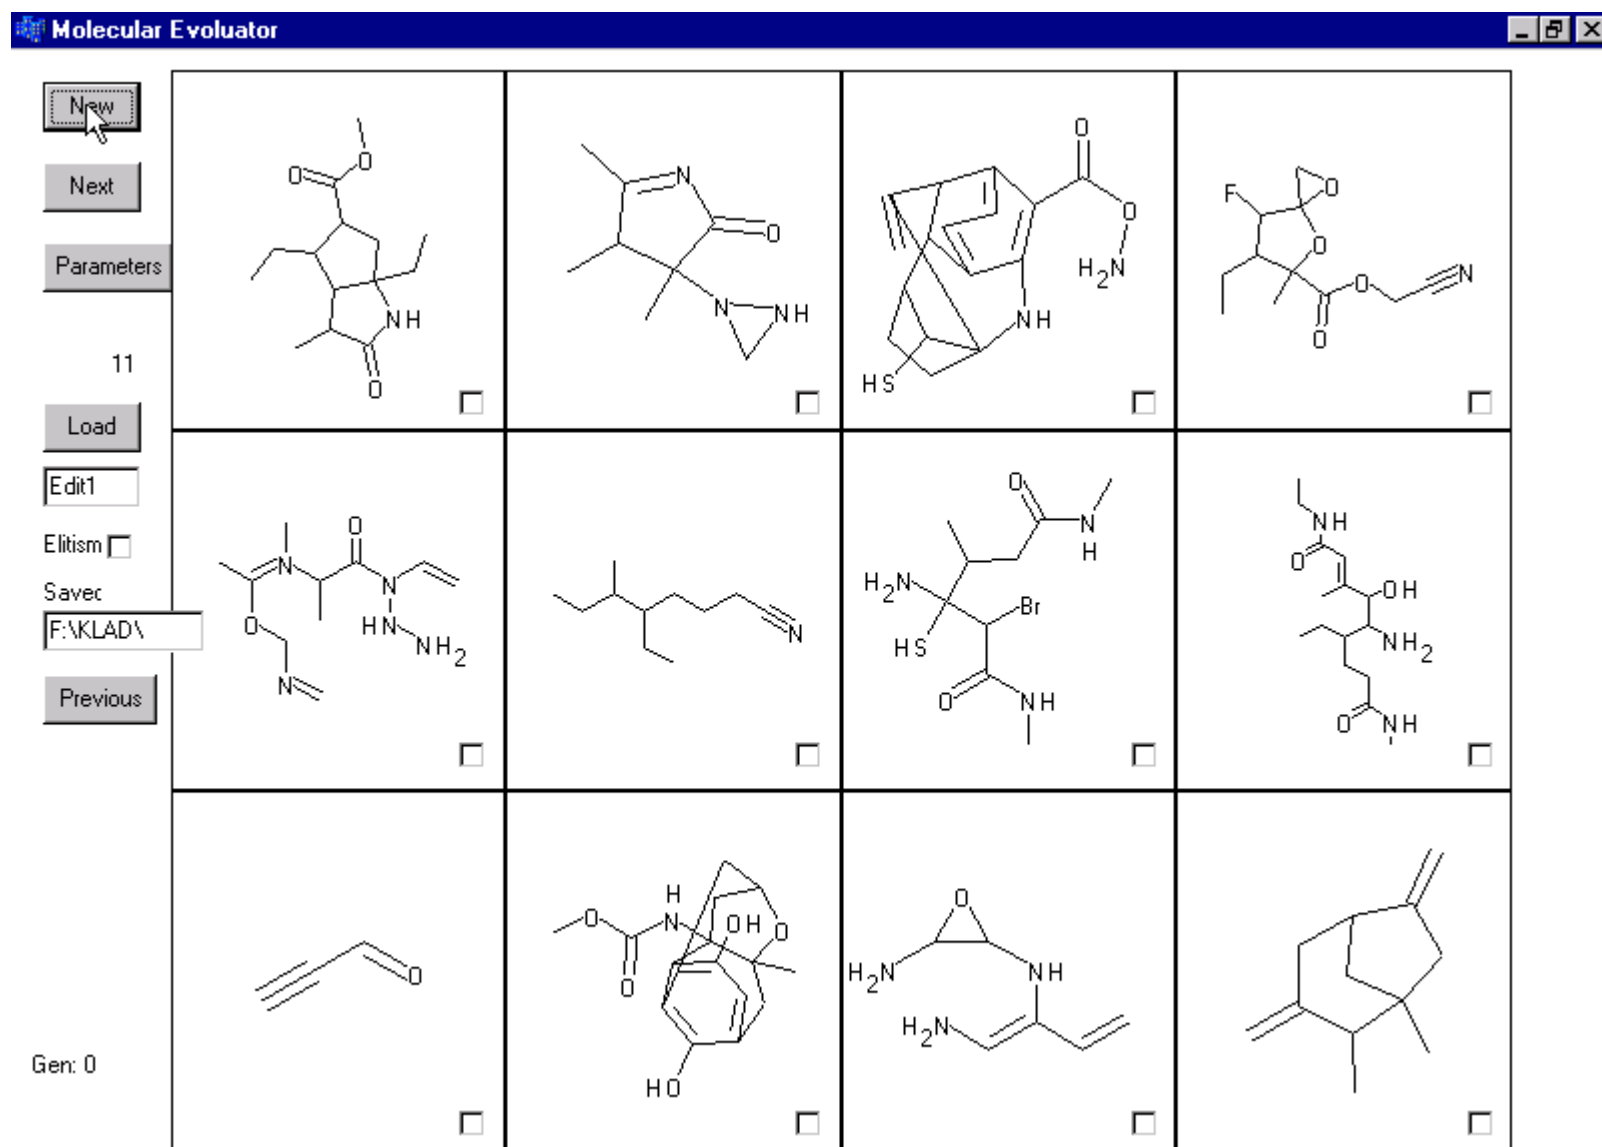 Molecular Evoluator
New
Next
Parameters
11
Load
Edit1
Elitism
Savec
F:\KLAD\
Previous
Gen: 0
O
O
NH
O
N
O
N
NH
O
O
H2N
NH
HS
F
O
O
O
N
O
O
N
N
O
HN
NH2
N
N
O
N
H
H2N
Br
HS
O
NH
NH
O
OH
NH2
O
NH
O
H
O
N
OH
O
O
HO
O
H2N
NH
H2N